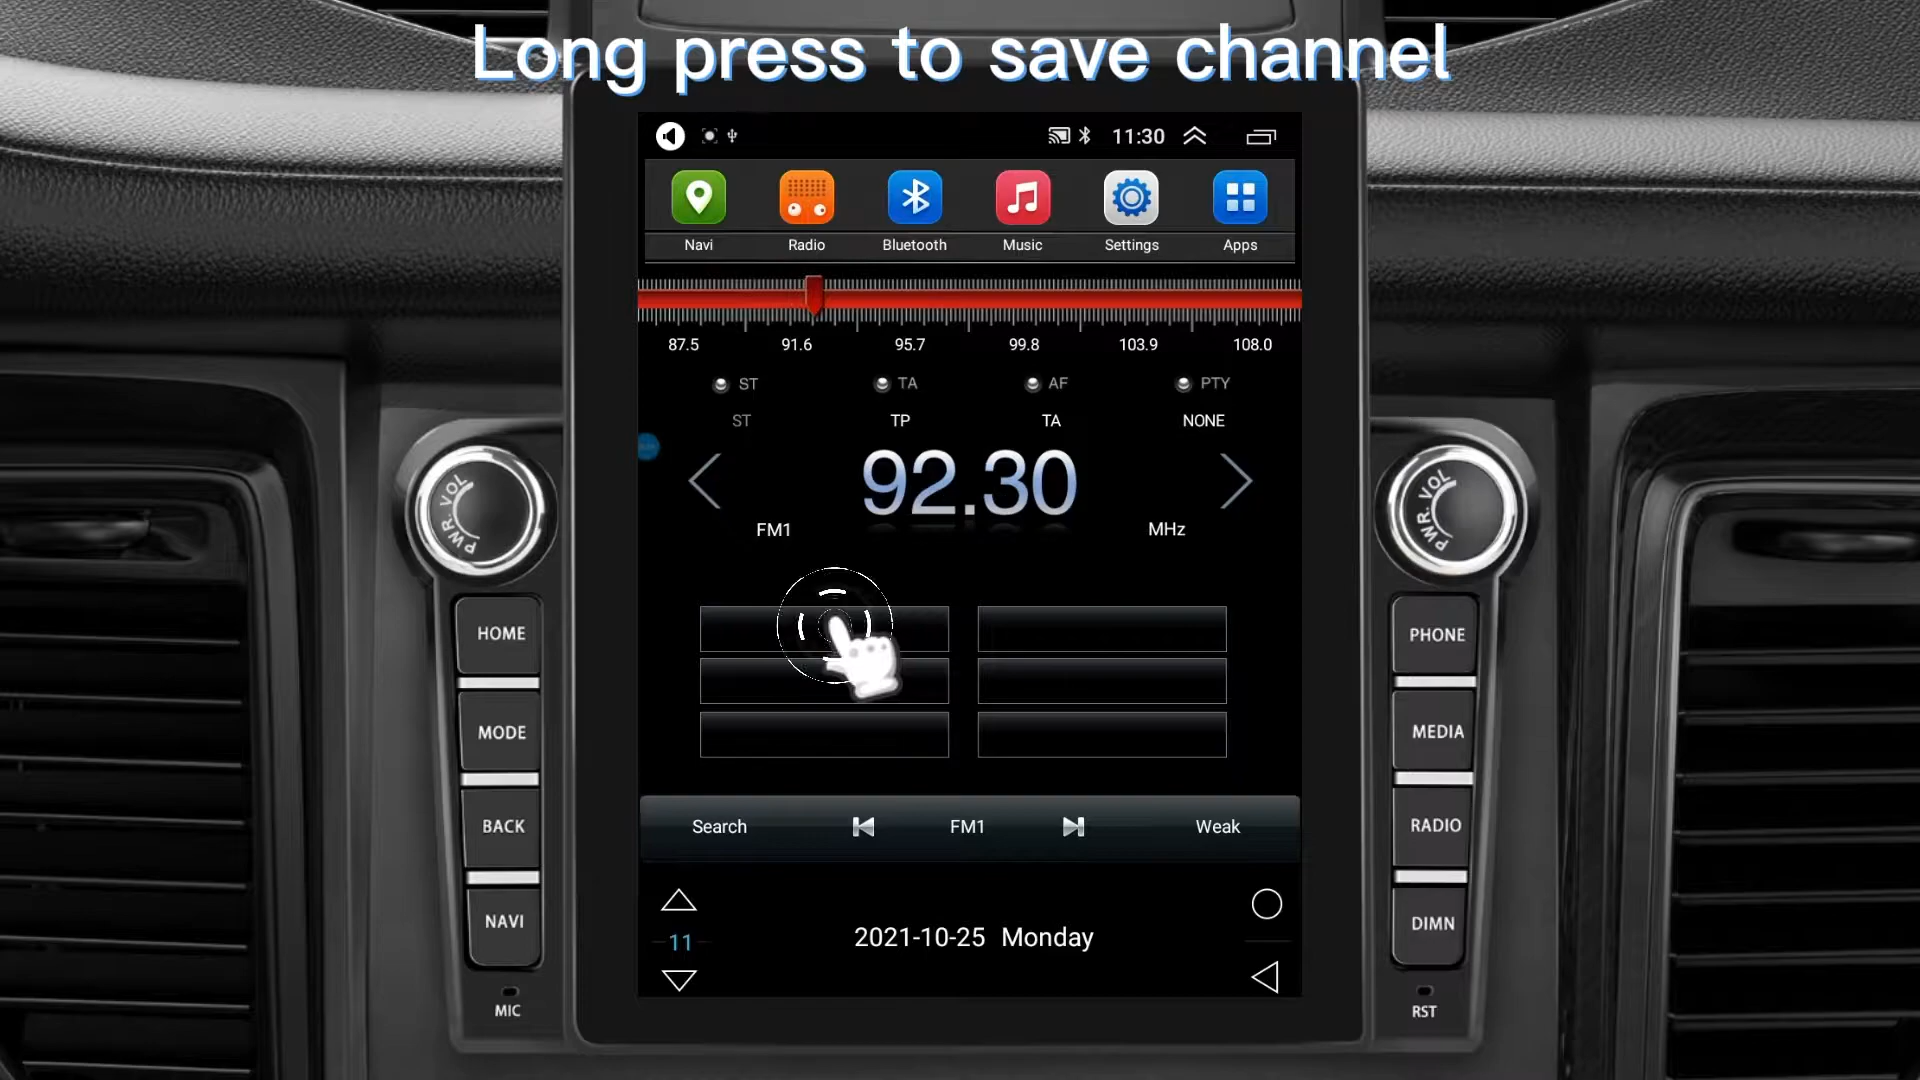 Long press to save channel
11:30
Navi Radio Bluetooth Music Settings Apps
87.5 91.6 95.7 99.8 103.9 108.0
ST TA AF PTY
ST TP TA NONE
92.30
FM1 MHz
Search FM1 Weak
11
2021-10-25 Monday
PWR. VOL
HOME
MODE
BACK
NAVI
MIC
PWR. VOL
PHONE
MEDIA
RADIO
DIMN
RST